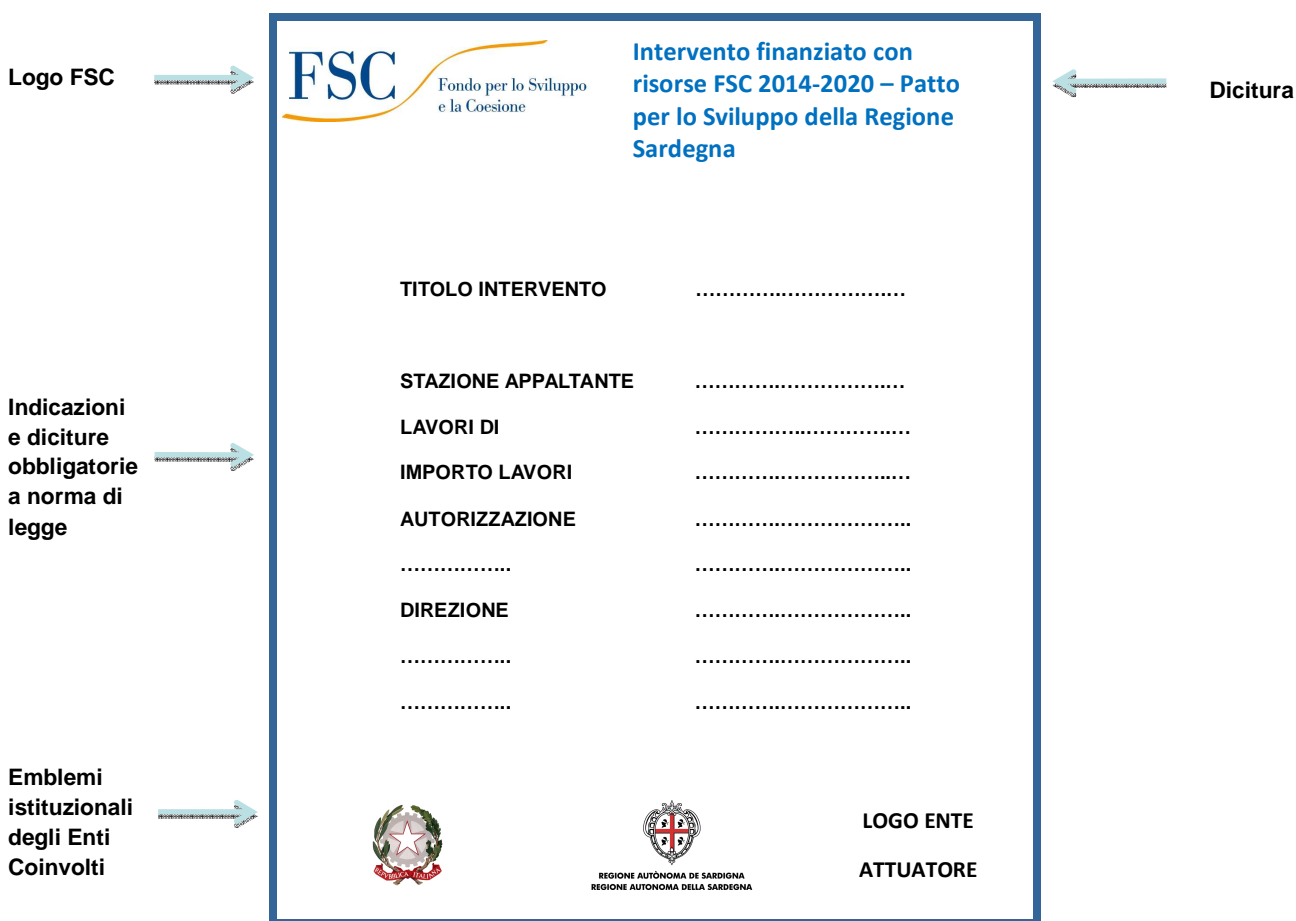 Logo FSC
FSC
Fondo per lo Sviluppo
e la Coesione
Intervento finanziato con
risorse FSC 2014-2020 – Patto
per lo Sviluppo della Regione
Sardegna
Dicitura
TITOLO INTERVENTO ………….…………….…
Indicazioni
e diciture
obbligatorie
a norma di
legge
STAZIONE APPALTANTE ………….…………….…
LAVORI DI ……………..………….…
IMPORTO LAVORI ………….……………..…
AUTORIZZAZIONE ………….………………..
…………….. ………….………………..
DIREZIONE ………….………………..
…………….. ………….………………..
…………….. ………….………………..
Emblemi
istituzionali
degli Enti
Coinvolti
REPVBBLICA ITALIANA
REGIONE AUTÒNOMA DE SARDIGNA
REGIONE AUTONOMA DELLA SARDEGNA
LOGO ENTE
ATTUATORE